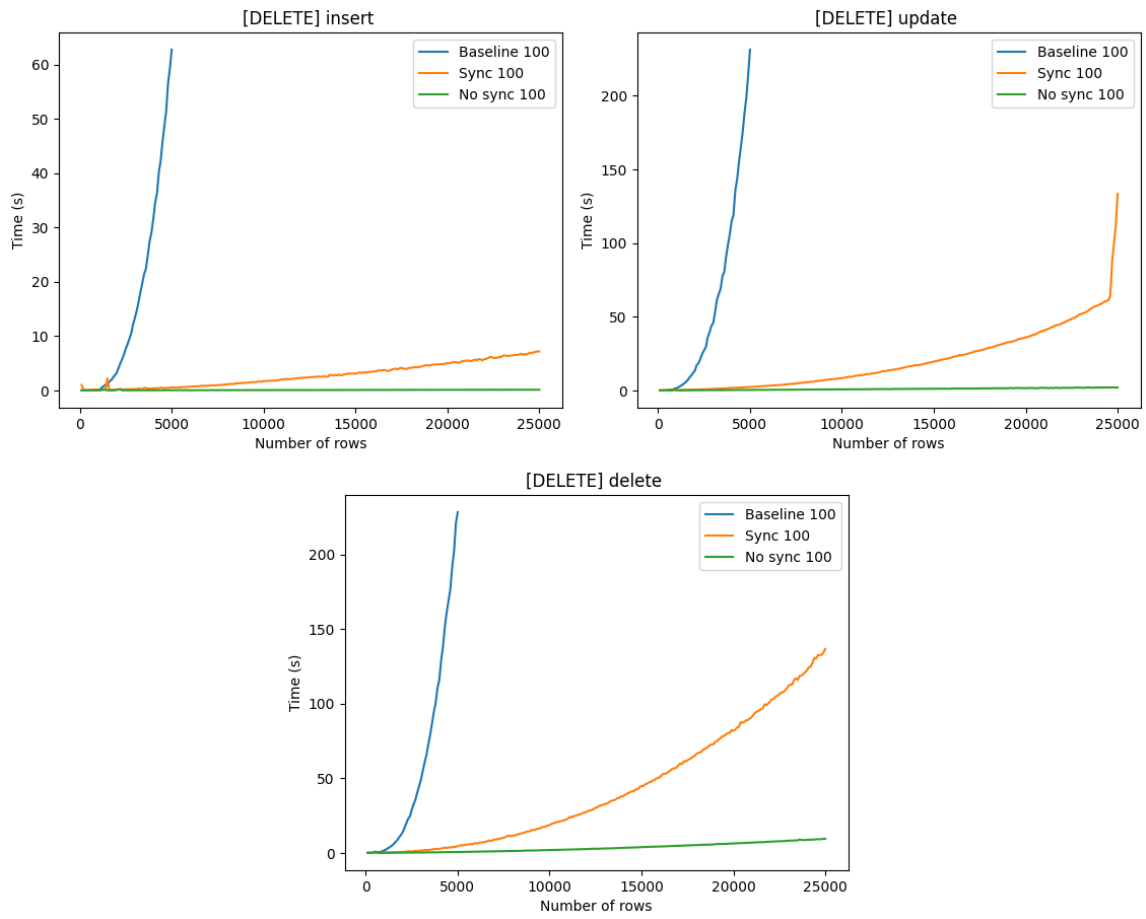 [DELETE] insert
Baseline 100
Sync 100
No sync 100
60
50
40
30
20
10
0
Time (s)
0 5000 10000 15000 20000 25000
Number of rows
[DELETE] update
Baseline 100
Sync 100
No sync 100
200
150
100
50
0
Time (s)
0 5000 10000 15000 20000 25000
Number of rows
[DELETE] delete
Baseline 100
Sync 100
No sync 100
200
150
100
50
0
Time (s)
0 5000 10000 15000 20000 25000
Number of rows